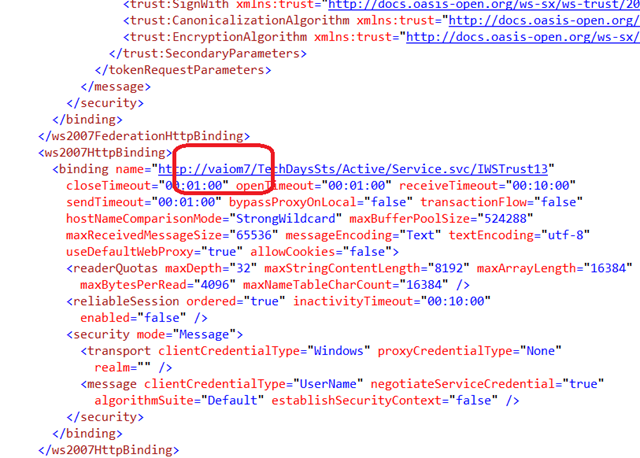 <trust:SignWith xmlns:trust="http://docs.oasis-open.org/ws-sx/ws-trust/20
<trust:CanonicalizationAlgorithm xmlns:trust="http://docs.oasis-op
<trust:EncryptionAlgorithm xmlns:trust="http://docs.oasis-open.org/ws-sx/
</trust:SecondaryParameters>
</tokenRequestParameters>
</message>
</security>
</binding>
</ws2007FederationHttpBinding>
<ws2007HttpBinding>
<binding name="http://vaiom7/TechDaysSts/Active/Service.svc/IWSTrust13"
closeTimeout="00:01:00" openTimeout="00:01:00" receiveTimeout="00:10:00"
sendTimeout="00:01:00" bypassProxyOnLocal="false" transactionFlow="false"
hostNameComparisonMode="StrongWildcard" maxBufferPoolSize="524288"
maxReceivedMessageSize="65536" messageEncoding="Text" textEncoding="utf-8"
useDefaultWebProxy="true" allowCookies="false">
<readerQuotas maxDepth="32" maxStringContentLength="8192" maxArrayLength="16384"
maxBytesPerRead="4096" maxNameTableCharCount="16384" />
<reliableSession ordered="true" inactivityTimeout="00:10:00"
enabled="false" />
<security mode="Message">
<transport clientCredentialType="Windows" proxyCredentialType="None"
realm="" />
<message clientCredentialType="UserName" negotiateServiceCredential="true"
algorithmSuite="Default" establishSecurityContext="false" />
</security>
</binding>
</ws2007HttpBinding>